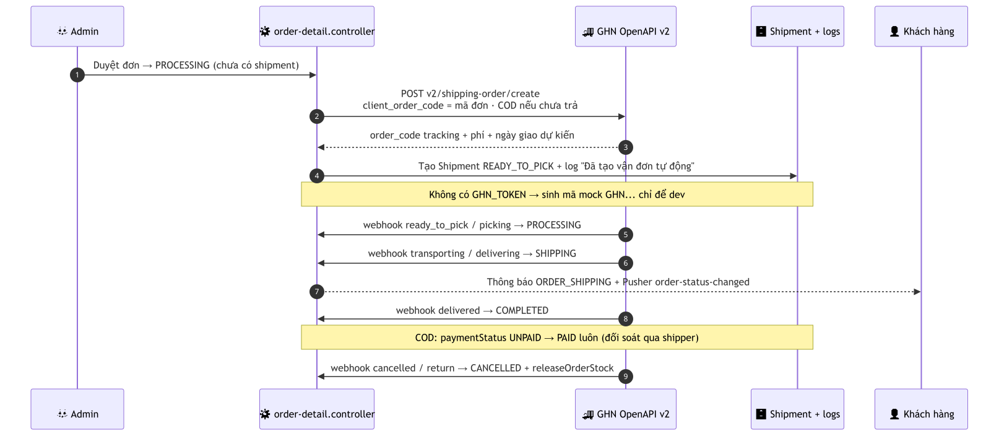 Admin
order-detail.controller
GHN OpenAPI v2
Shipment + logs
Khách hàng
Duyệt đơn → PROCESSING (chưa có shipment)
1
POST v2/shipping-order/create
client_order_code = mã đơn · COD nếu chưa trả
2
order_code tracking + phí + ngày giao dự kiến
3
Tạo Shipment READY_TO_PICK + log "Đã tạo vận đơn tự động"
4
Không có GHN_TOKEN → sinh mã mock GHN... chỉ để dev
webhook ready_to_pick / picking → PROCESSING
5
webhook transporting / delivering → SHIPPING
6
Thông báo ORDER_SHIPPING + Pusher order-status-changed
7
webhook delivered → COMPLETED
8
COD: paymentStatus UNPAID → PAID luôn (đối soát qua shipper)
webhook cancelled / return → CANCELLED + releaseOrderStock
9
Admin
order-detail.controller
GHN OpenAPI v2
Shipment + logs
Khách hàng